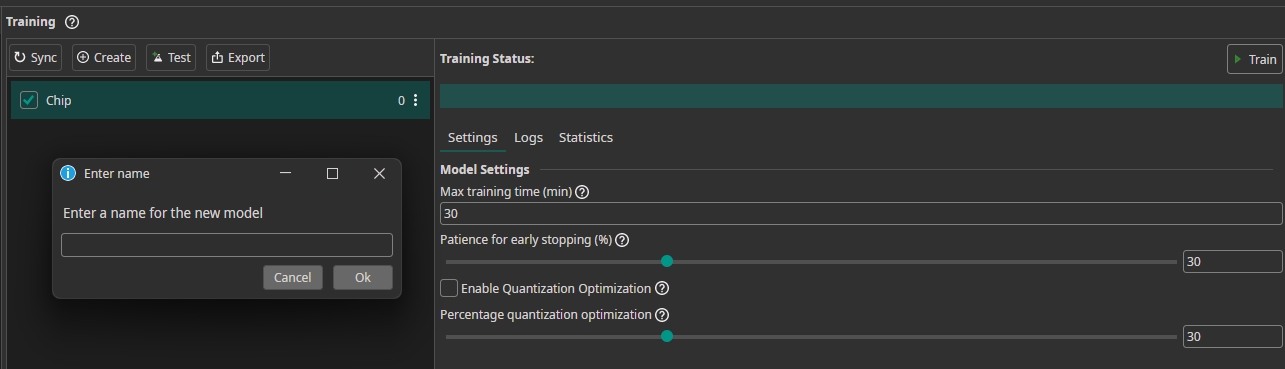 Training ?
Sync Create Test Export
Chip 0
Enter name
Enter a name for the new model
Cancel Ok
Training Status:
Train
Settings Logs Statistics
Model Settings
Max training time (min) ?
30
Patience for early stopping (%) ?
30
Enable Quantization Optimization ?
Percentage quantization optimization ?
30